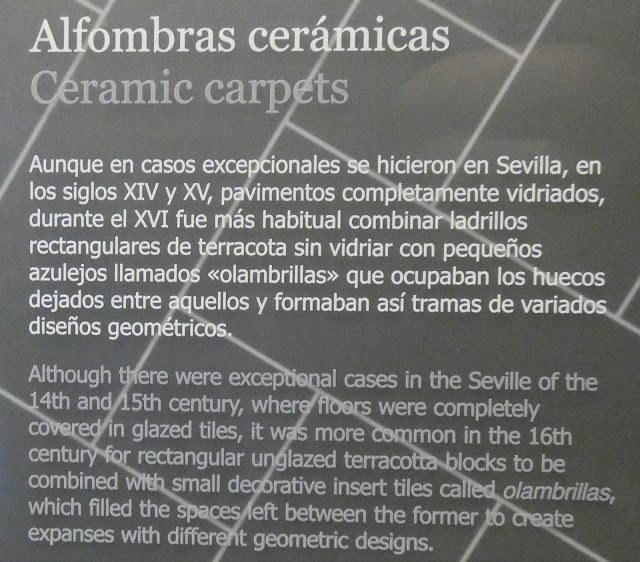 Alfombras cerámicas
Ceramic carpets
Aunque en casos excepcionales se hicieron en Sevilla, en
los siglos XIV y XV, pavimentos completamente vidriados,
durante el XVI fue más habitual combinar ladrillos
rectangulares de terracota sin vidriar con pequeños
azulejos llamados «olambrillas» que ocupaban los huecos
dejados entre aquellos y formaban así tramas de variados
diseños geométricos.
Although there were exceptional cases in the Seville of the
14th and 15th century, where floors were completely
covered in glazed tiles, it was more common in the 16th
century for rectangular unglazed terracotta blocks to be
combined with small decorative insert tiles called olambrillas,
which filled the spaces left between the former to create
expanses with different geometric designs.